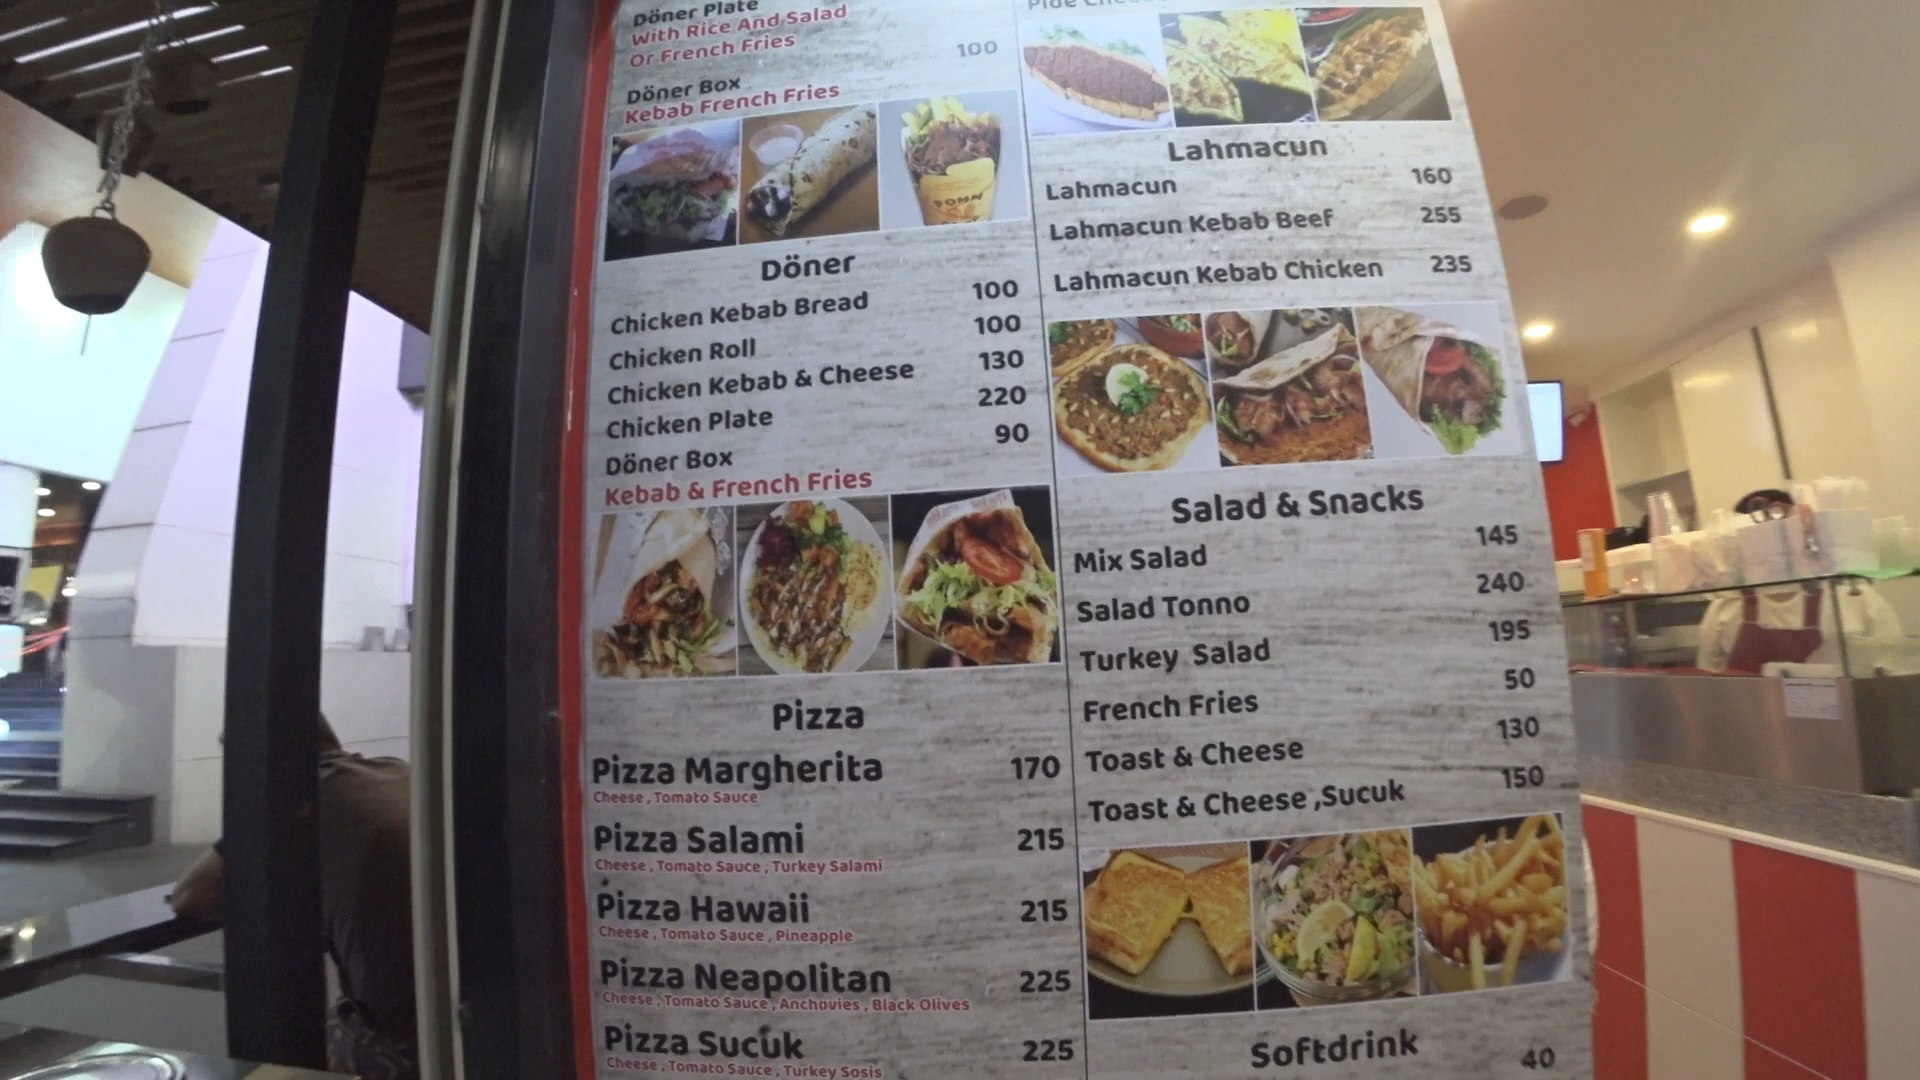 Döner Plate
With Rice And Salad
Or French Fries
Döner Box 100
Kebab French Fries
POMM
Döner
Chicken Kebab Bread 100
Chicken Roll 100
Chicken Kebab & Cheese 130
Chicken Plate 220
Döner Box 90
Kebab & French Fries
Pizza
Pizza Margherita 170
Cheese , Tomato Sauce
Pizza Salami 215
Cheese , Tomato Sauce , Turkey Salami
Pizza Hawaii 215
Cheese , Tomato Sauce , Pineapple
Pizza Neapolitan 225
Cheese , Tomato Sauce , Anchovies , Black Olives
Pizza Sucuk 225
Cheese , Tomato Sauce , Turkey Sosis
Lahmacun
Lahmacun 160
Lahmacun Kebab Beef 255
Lahmacun Kebab Chicken 235
Salad & Snacks
Mix Salad 145
Salad Tonno 240
Turkey Salad 195
French Fries 50
Toast & Cheese 130
Toast & Cheese ,Sucuk 150
Softdrink
40